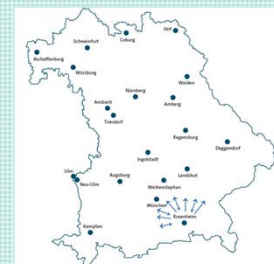 Hof
Coburg
Schweinfurt
Aschaffenburg
Würzburg
Weiden
Nürnberg
Amberg
Ansbach
Triesdorf
Regensburg
Deggendorf
Ingolstadt
Landshut
Ulm
Neu-Ulm
Augsburg
Weihenstephan
München
Rosenheim
Kempten